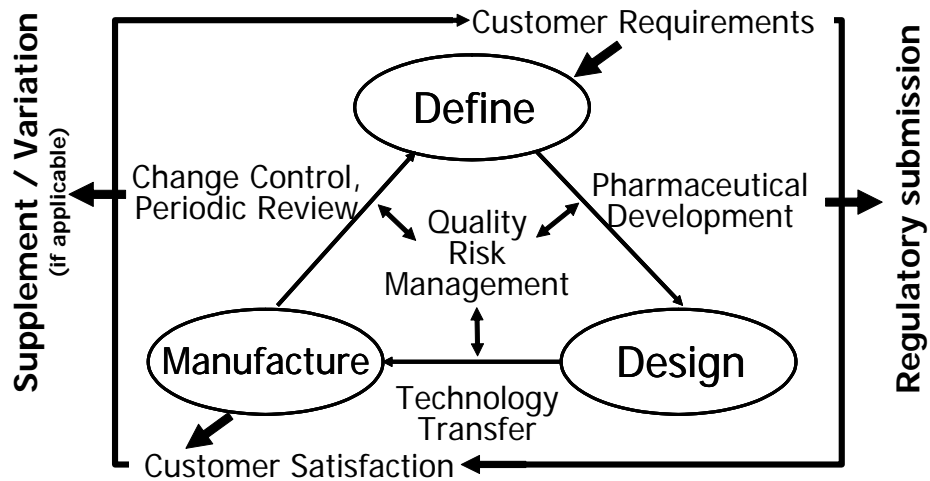 Supplement / Variation
(if applicable)
Customer Requirements
Define
Change Control,
Periodic Review
Pharmaceutical
Development
Quality
Risk
Management
Manufacture
Design
Technology
Transfer
Customer Satisfaction
Regulatory submission